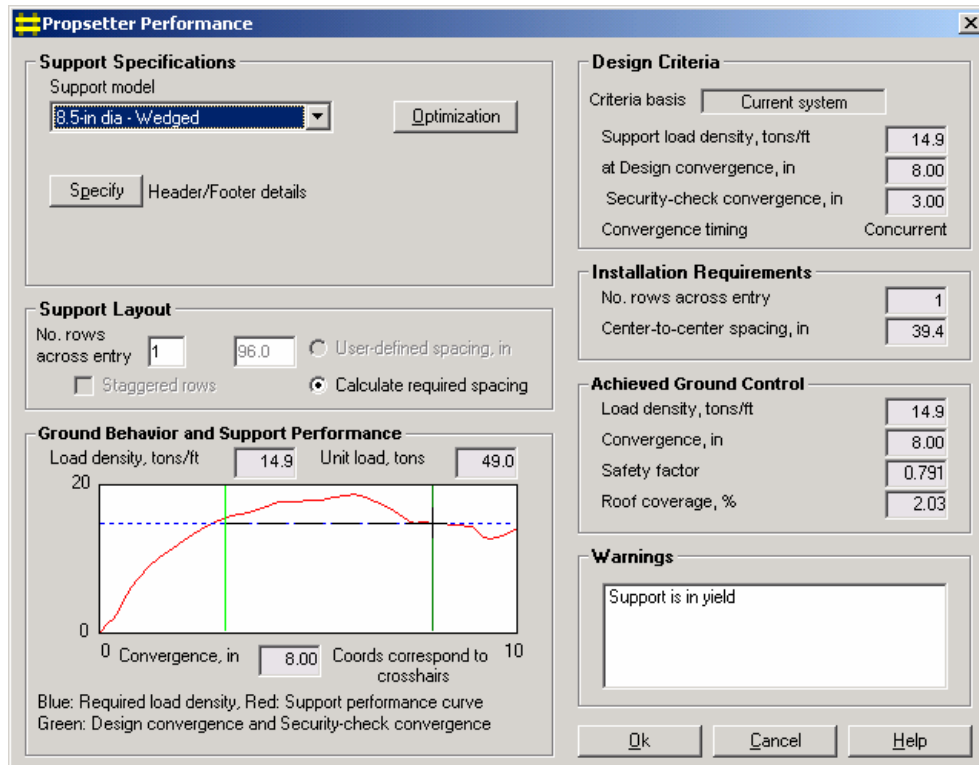 Propsetter Performance
Support Specifications
Support model
8.5-in dia - Wedged
Optimization
Specify Header/Footer details
Support Layout
No. rows
across entry 1 96.0 User-defined spacing, in
Staggered rows Calculate required spacing
Ground Behavior and Support Performance
Load density, tons/ft 14.9 Unit load, tons 49.0
20
0
0 Convergence, in 8.00 Coords correspond to 10
crosshairs
Blue: Required load density, Red: Support performance curve
Green: Design convergence and Security-check convergence
Design Criteria
Criteria basis Current system
Support load density, tons/ft 14.9
at Design convergence, in 8.00
Security-check convergence, in 3.00
Convergence timing Concurrent
Installation Requirements
No. rows across entry 1
Center-to-center spacing, in 39.4
Achieved Ground Control
Load density, tons/ft 14.9
Convergence, in 8.00
Safety factor 0.791
Roof coverage, % 2.03
Warnings
Support is in yield
Ok Cancel Help